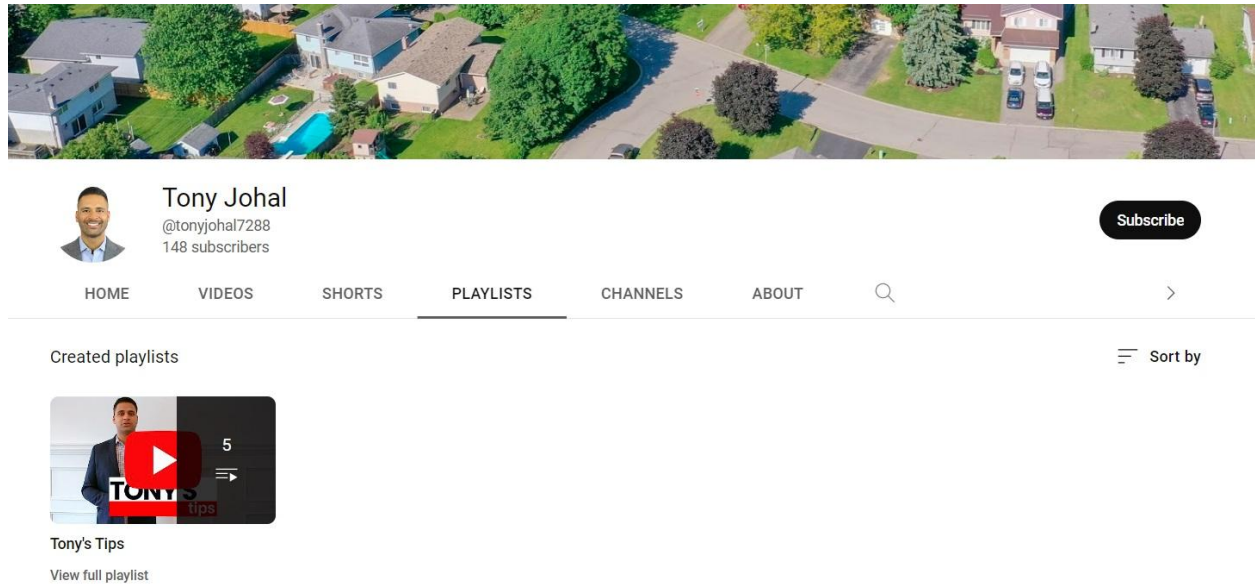 Tony Johal
@tonyjohal7288
148 subscribers
Subscribe
HOME VIDEOS SHORTS PLAYLISTS CHANNELS ABOUT
Created playlists
Sort by
5
TONY'S
tips
Tony's Tips
View full playlist